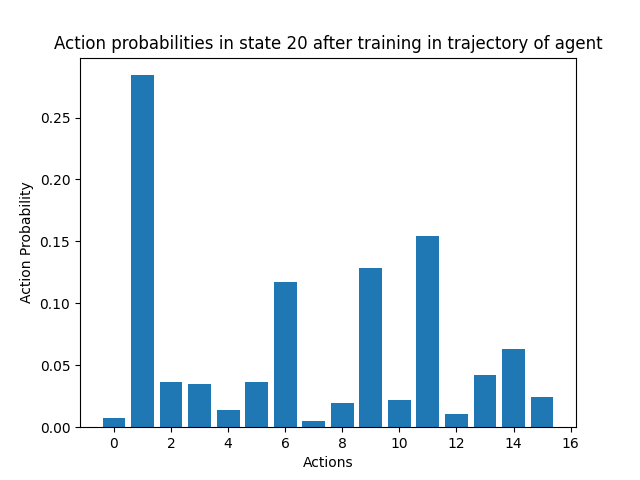 Action probabilities in state 20 after training in trajectory of agent
0.25
0.20
0.15
0.10
0.05
0.00
Action Probability
0 2 4 6 8 10 12 14 16
Actions